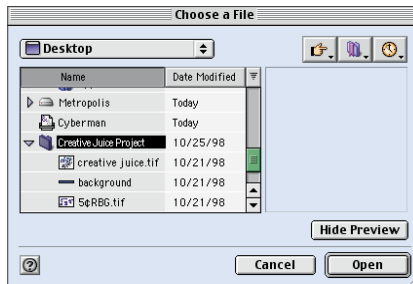 Choose a File
Desktop
Name Date Modified
Metropolis Today
Cyberman Today
Creative Juice Project 10/25/98
creative juice.tif 10/21/98
background 10/21/98
5¢RBG.tif 10/21/98
Hide Preview
? Cancel Open